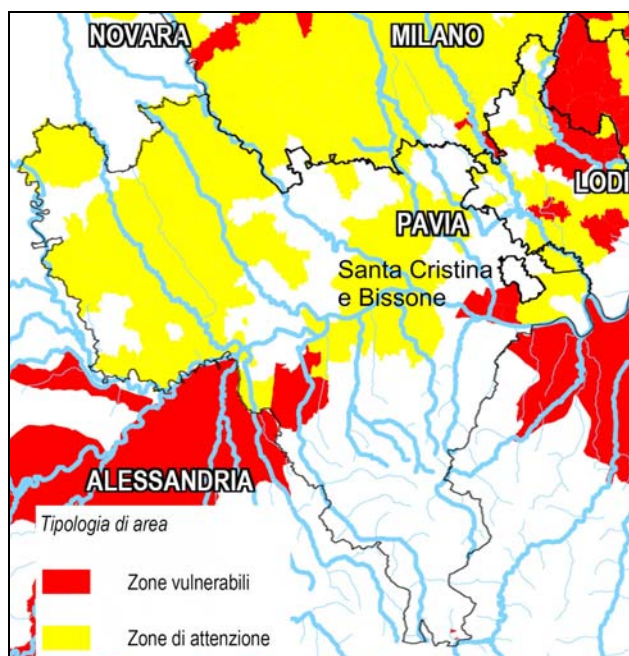 NOVARA
MILANO
LODI
PAVIA
Santa Cristina
e Bissone
ALESSANDRIA
Tipologia di area
Zone vulnerabili
Zone di attenzione